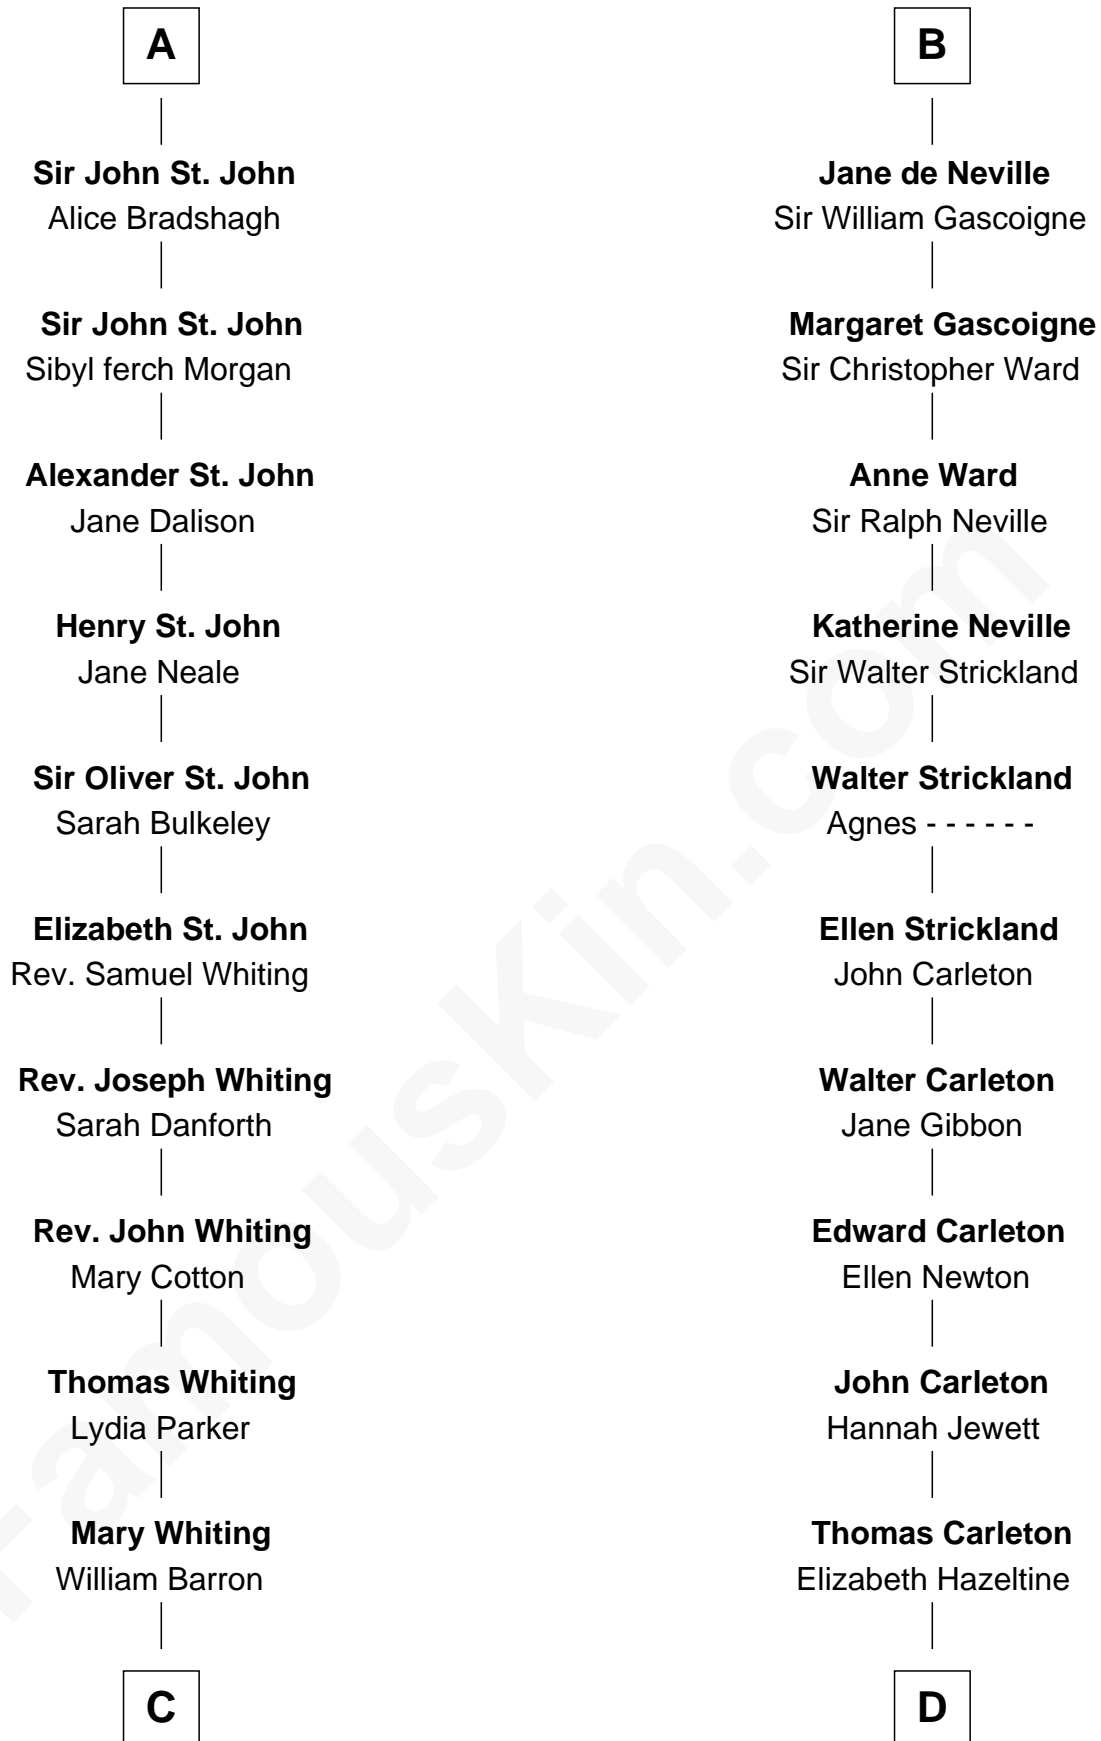 A
Sir John St. John
Alice Bradshagh
Sir John St. John
Sibyl ferch Morgan
Alexander St. John
Jane Dalison
Henry St. John
Jane Neale
Sir Oliver St. John
Sarah Bulkeley
Elizabeth St. John
Rev. Samuel Whiting
Rev. Joseph Whiting
Sarah Danforth
Rev. John Whiting
Mary Cotton
Thomas Whiting
Lydia Parker
Mary Whiting
William Barron
C
B
Jane de Neville
Sir William Gascoigne
Margaret Gascoigne
Sir Christopher Ward
Anne Ward
Sir Ralph Neville
Katherine Neville
Sir Walter Strickland
Walter Strickland
Agnes - - - - - -
Ellen Strickland
John Carleton
Walter Carleton
Jane Gibbon
Edward Carleton
Ellen Newton
John Carleton
Hannah Jewett
Thomas Carleton
Elizabeth Hazeltine
D
FamousKin.com